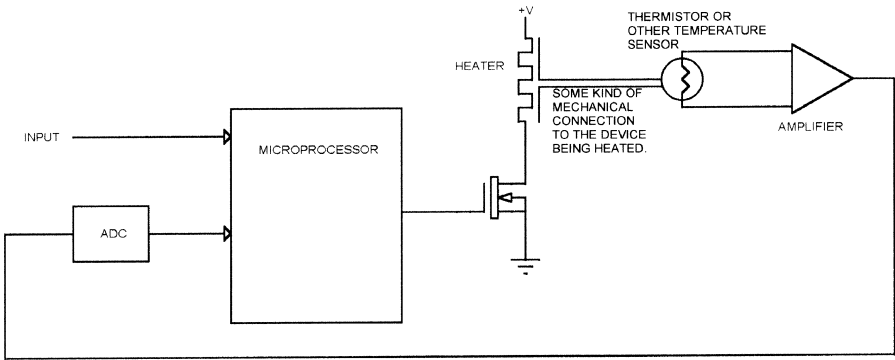 +V
THERMISTOR OR
OTHER TEMPERATURE
SENSOR
HEATER
SOME KIND OF
MECHANICAL
CONNECTION
TO THE DEVICE
BEING HEATED.
AMPLIFIER
INPUT
MICROPROCESSOR
ADC